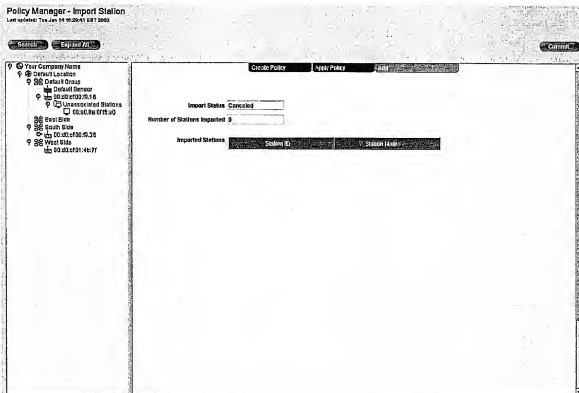 Policy Manager - Import Station
Last updated: Tue Jan 14 16:29:41 EST 2003
Search
Expand All
Commit
Your Company Name
Default Location
Default Group
Default Sensor
Unassociated Stations
East Side
South Side
West Side
Create Policy
Apply Policy
Add
Import Status
Canceled
Number of Stations Imported
0
Imported Stations
Station ID
Station Name